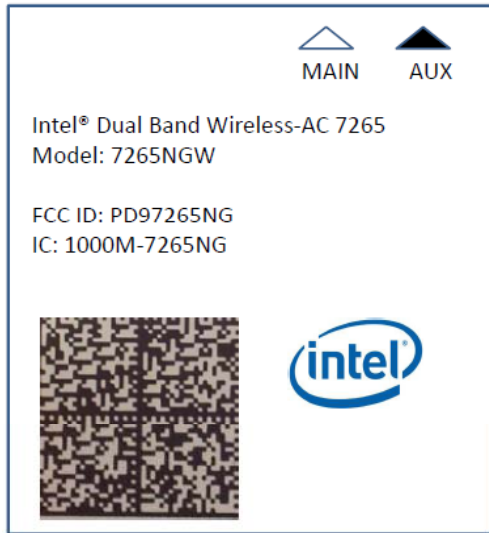 MAIN AUX
Intel® Dual Band Wireless-AC 7265
Model: 7265NGW
FCC ID: PD97265NG
IC: 1000M-7265NG
intel®